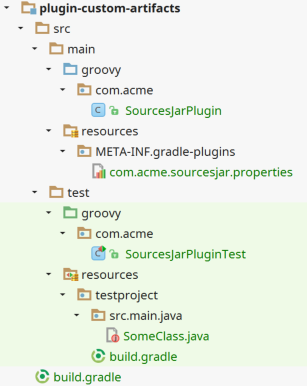 plugin-custom-artifacts
src
main
groovy
com.acme
SourcesJarPlugin
resources
META-INF.gradle-plugins
com.acme.sourcesjar.properties
test
groovy
com.acme
SourcesJarPluginTest
resources
testproject
src.main.java
SomeClass.java
build.gradle
build.gradle